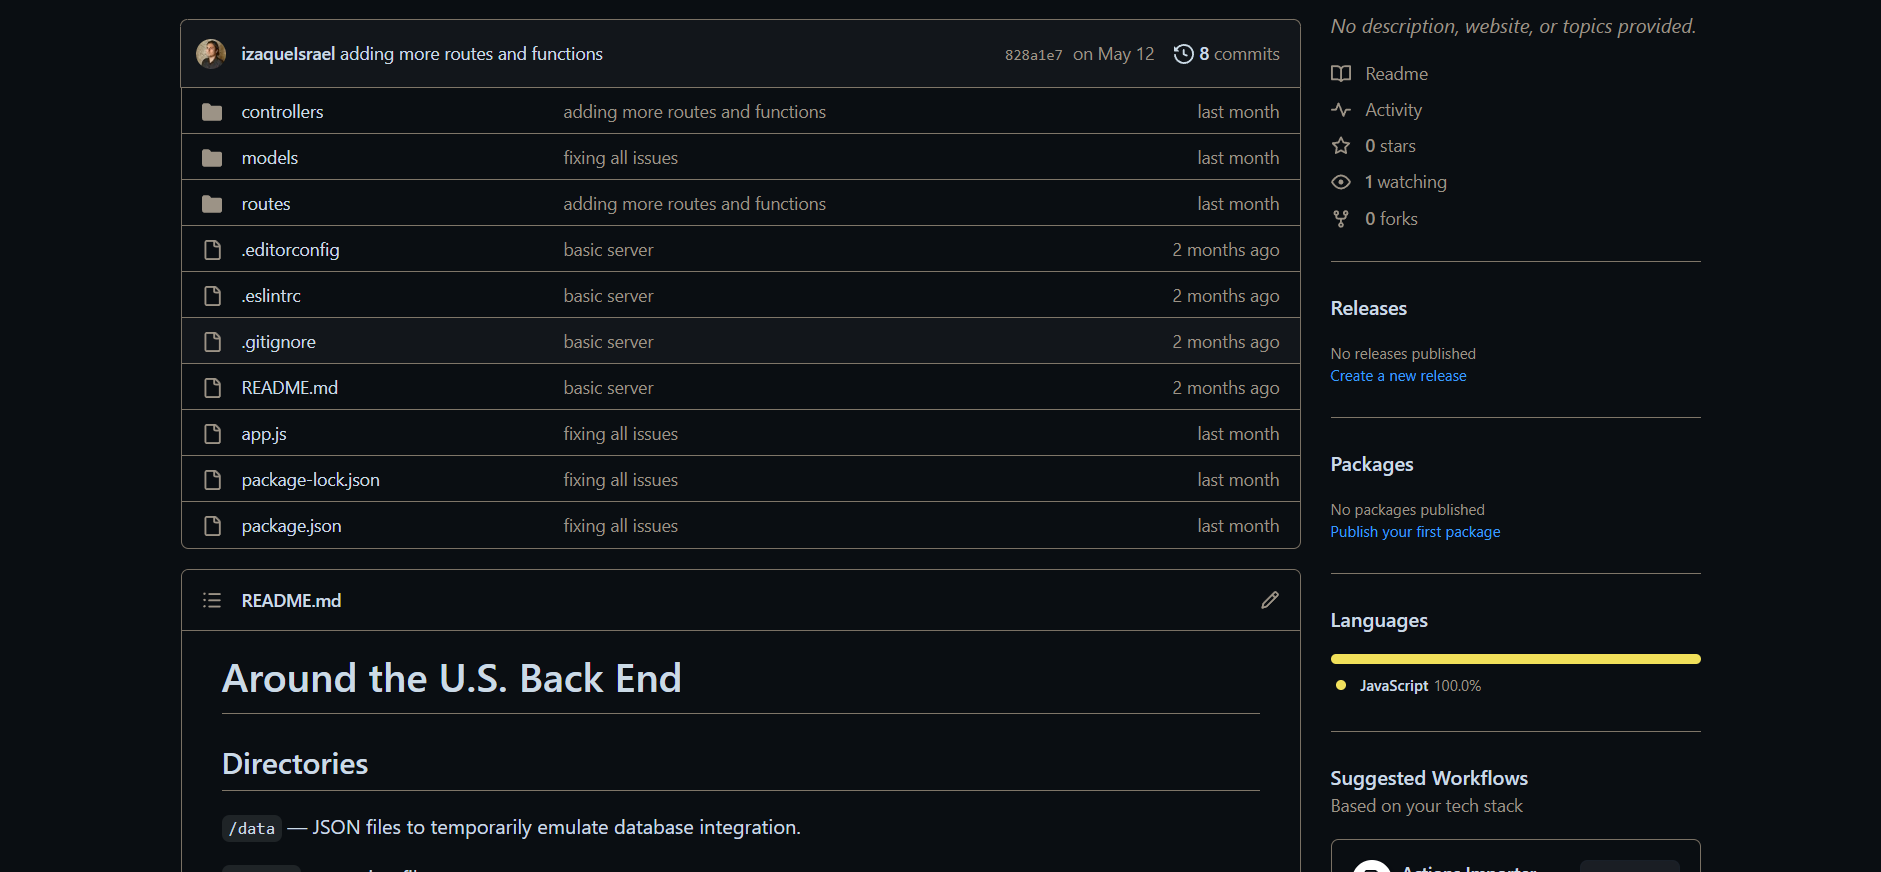 izaqueIsrael adding more routes and functions 828a1e7 on May 12 8 commits
controllers adding more routes and functions last month
models fixing all issues last month
routes adding more routes and functions last month
.editorconfig basic server 2 months ago
.eslintrc basic server 2 months ago
.gitignore basic server 2 months ago
README.md basic server 2 months ago
app.js fixing all issues last month
package-lock.json fixing all issues last month
package.json fixing all issues last month
README.md
Around the U.S. Back End
Directories
/data — JSON files to temporarily emulate database integration.
No description, website, or topics provided.
Readme
Activity
0 stars
1 watching
0 forks
Releases
No releases published
Create a new release
Packages
No packages published
Publish your first package
Languages
JavaScript 100.0%
Suggested Workflows
Based on your tech stack
Actions Importer